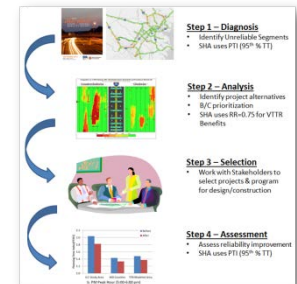 Step 1 – Diagnosis
• Identify Unreliable Segments
• SHA uses PTI (95th % TT)
Step 2 – Analysis
• Identify project alternatives
• B/C prioritization
• SHA uses RR=0.75 for VTTR
Benefits
Step 3 – Selection
• Work with Stakeholders to
select projects & program
for design/construction
Step 4 – Assessment
• Assess reliability improvement
• SHA uses PTI (95th % TT)